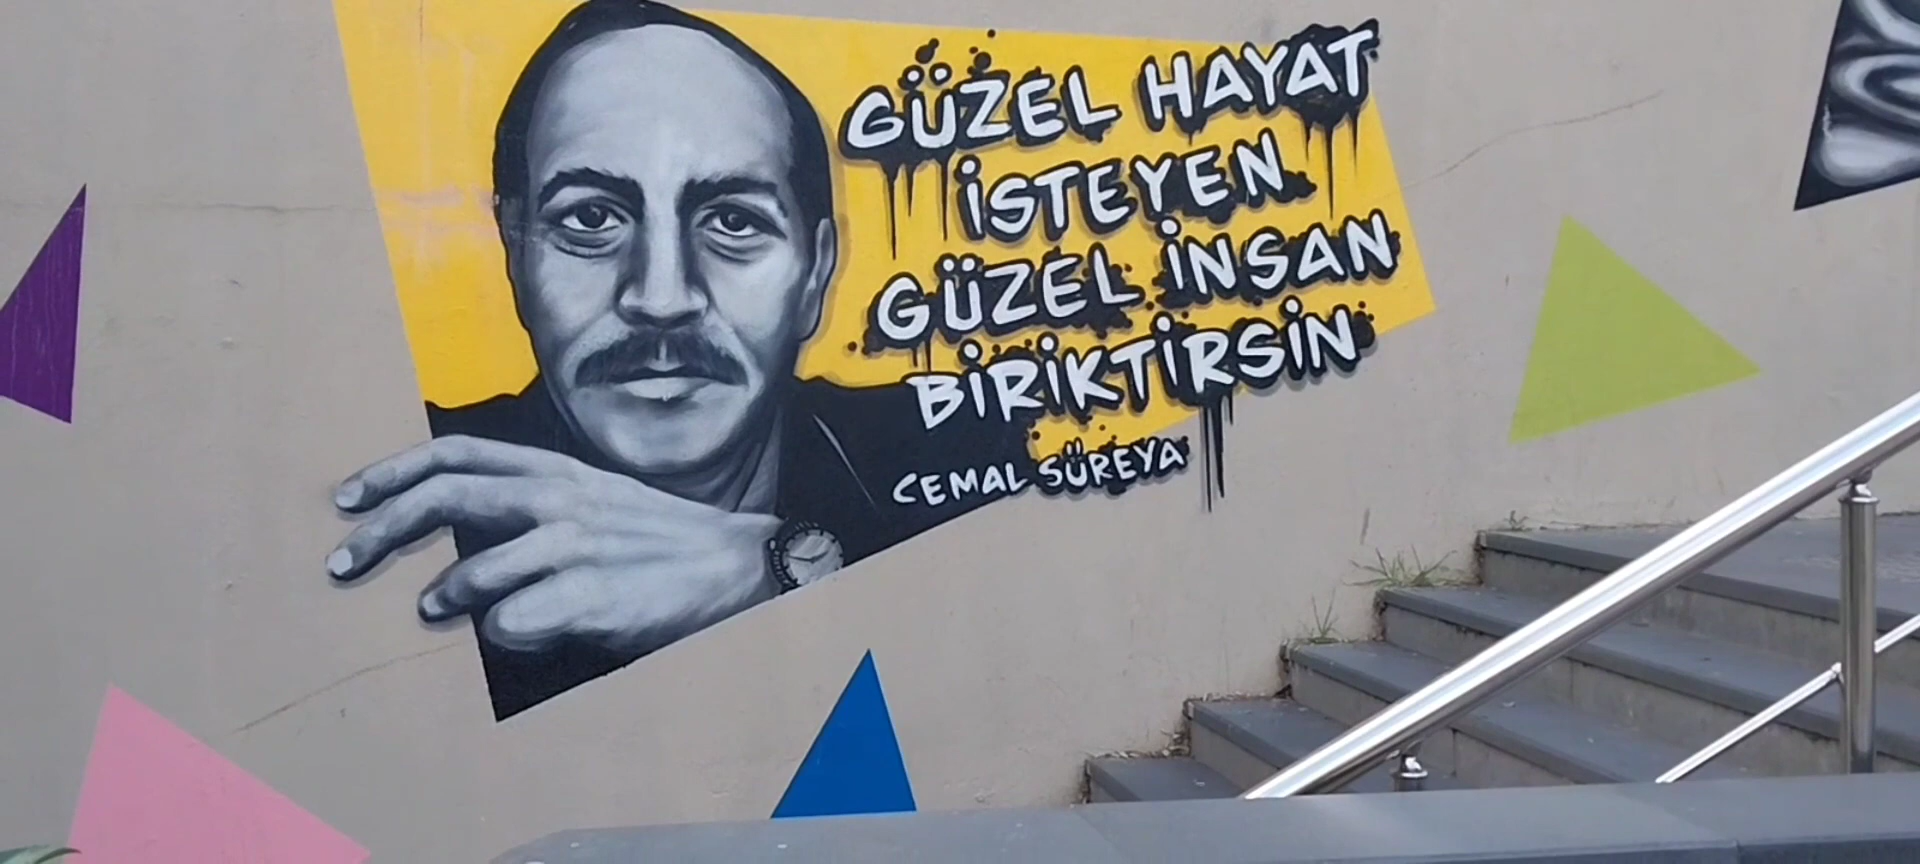 GÜZEL HAYAT
İSTEYEN
GÜZEL İNSAN
BİRİKTİRSİN
CEMAL SÜREYA